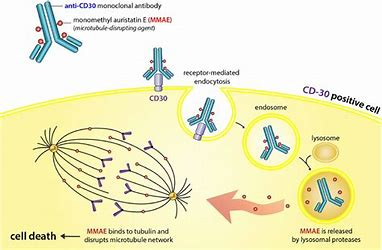 anti-CD30 monoclonal antibody
monomethyl auristatin E (MMAE)
(microtubule-disrupting agent)
CD30
receptor-mediated
endocytosis
CD-30 positive cell
endosome
lysosome
MMAE is released
by lysosomal proteases
MMAE binds to tubulin and
disrupts microtubule network
cell death